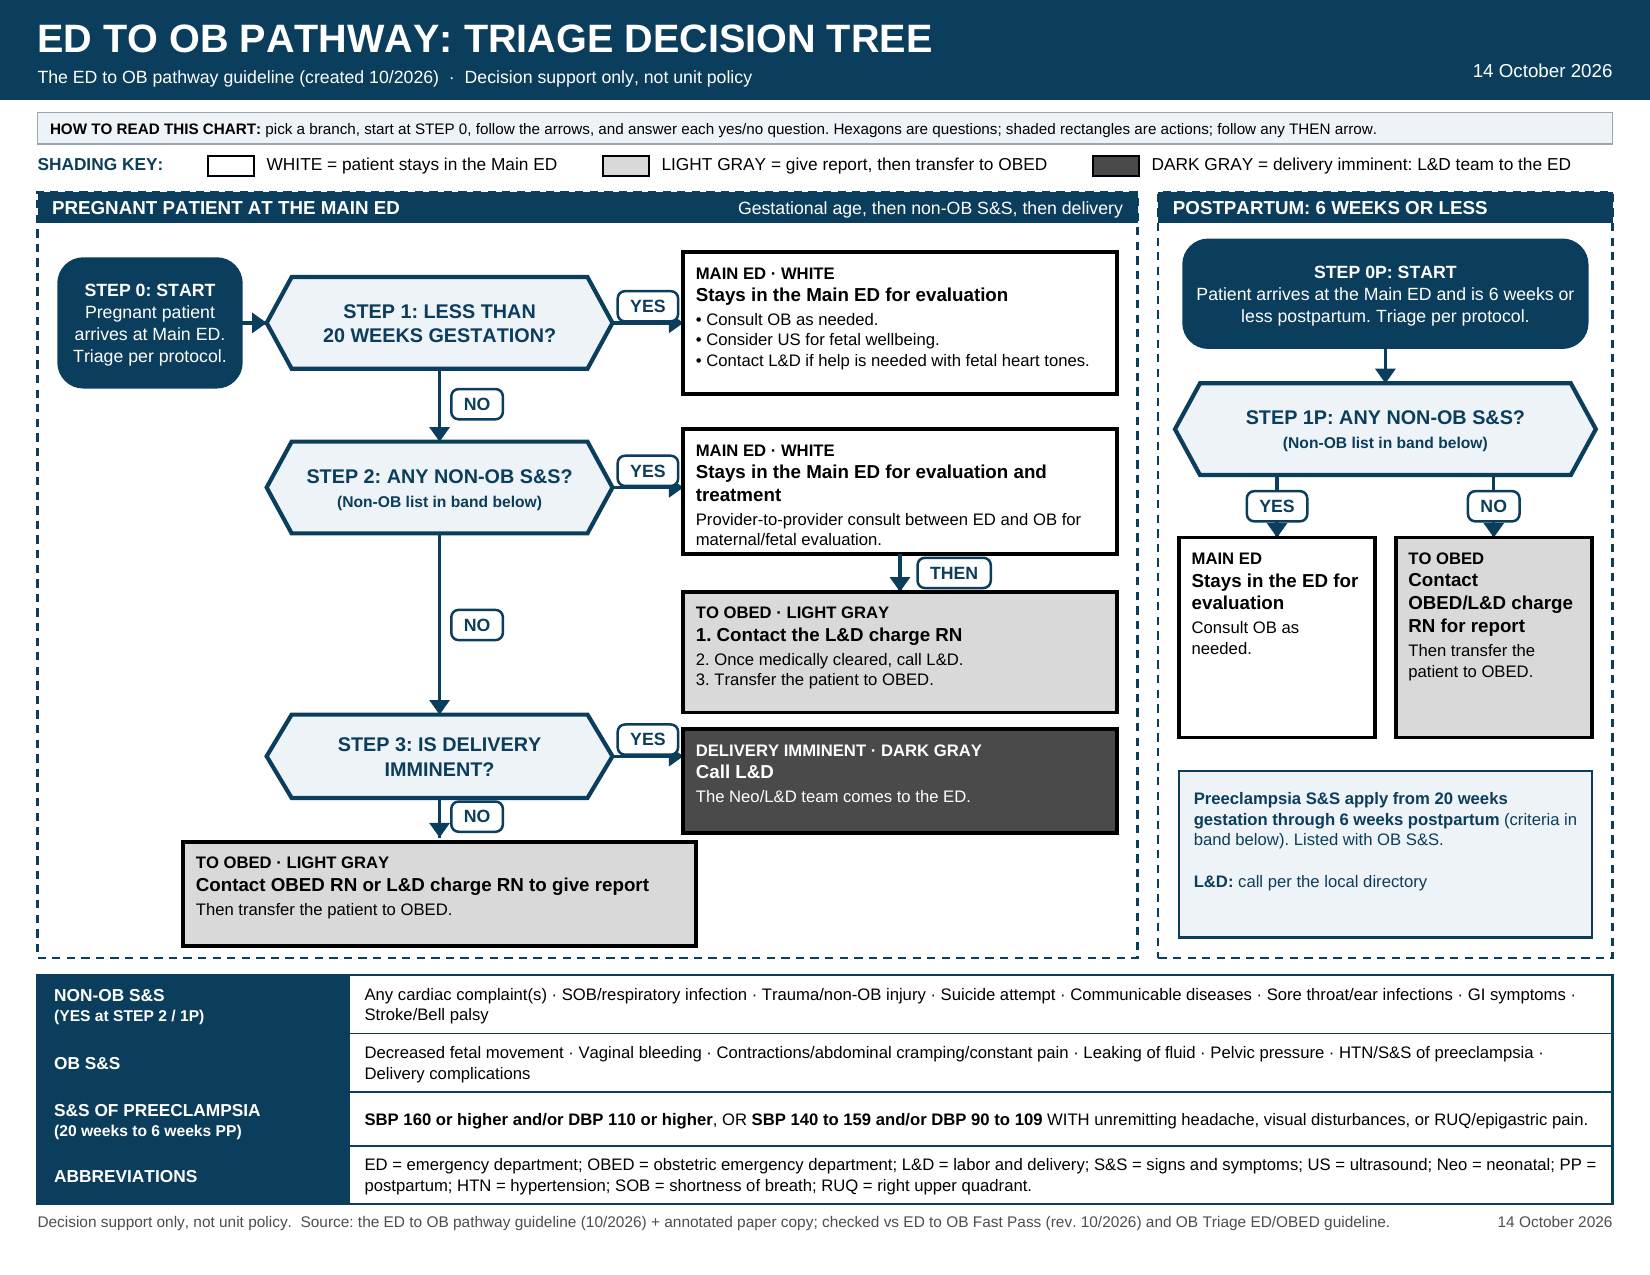 ED TO OB PATHWAY: TRIAGE DECISION TREE
The ED to OB pathway guideline (created 10/2026) · Decision support only, not unit policy
14 October 2026
HOW TO READ THIS CHART: pick a branch, start at STEP 0, follow the arrows, and answer each yes/no question. Hexagons are questions; shaded rectangles are actions; follow any THEN arrow.
SHADING KEY:
WHITE = patient stays in the Main ED
LIGHT GRAY = give report, then transfer to OBED
DARK GRAY = delivery imminent: L&D team to the ED
PREGNANT PATIENT AT THE MAIN ED
Gestational age, then non-OB S&S, then delivery
STEP 0: START
Pregnant patient
arrives at Main ED.
Triage per protocol.
STEP 1: LESS THAN
20 WEEKS GESTATION?
YES
MAIN ED · WHITE
Stays in the Main ED for evaluation
• Consult OB as needed.
• Consider US for fetal wellbeing.
• Contact L&D if help is needed with fetal heart tones.
NO
STEP 2: ANY NON-OB S&S?
(Non-OB list in band below)
YES
MAIN ED · WHITE
Stays in the Main ED for evaluation and
treatment
Provider-to-provider consult between ED and OB for
maternal/fetal evaluation.
THEN
TO OBED · LIGHT GRAY
1. Contact the L&D charge RN
2. Once medically cleared, call L&D.
3. Transfer the patient to OBED.
NO
STEP 3: IS DELIVERY
IMMINENT?
YES
DELIVERY IMMINENT · DARK GRAY
Call L&D
The Neo/L&D team comes to the ED.
NO
TO OBED · LIGHT GRAY
Contact OBED RN or L&D charge RN to give report
Then transfer the patient to OBED.
POSTPARTUM: 6 WEEKS OR LESS
STEP 0P: START
Patient arrives at the Main ED and is 6 weeks or
less postpartum. Triage per protocol.
STEP 1P: ANY NON-OB S&S?
(Non-OB list in band below)
YES
NO
MAIN ED
Stays in the ED for
evaluation
Consult OB as
needed.
TO OBED
Contact
OBED/L&D charge
RN for report
Then transfer the
patient to OBED.
Preeclampsia S&S apply from 20 weeks
gestation through 6 weeks postpartum (criteria in
band below). Listed with OB S&S.
L&D: call per the local directory
NON-OB S&S
(YES at STEP 2 / 1P)
Any cardiac complaint(s) · SOB/respiratory infection · Trauma/non-OB injury · Suicide attempt · Communicable diseases · Sore throat/ear infections · GI symptoms ·
Stroke/Bell palsy
OB S&S
Decreased fetal movement · Vaginal bleeding · Contractions/abdominal cramping/constant pain · Leaking of fluid · Pelvic pressure · HTN/S&S of preeclampsia ·
Delivery complications
S&S OF PREECLAMPSIA
(20 weeks to 6 weeks PP)
SBP 160 or higher and/or DBP 110 or higher, OR SBP 140 to 159 and/or DBP 90 to 109 WITH unremitting headache, visual disturbances, or RUQ/epigastric pain.
ABBREVIATIONS
ED = emergency department; OBED = obstetric emergency department; L&D = labor and delivery; S&S = signs and symptoms; US = ultrasound; Neo = neonatal; PP =
postpartum; HTN = hypertension; SOB = shortness of breath; RUQ = right upper quadrant.
Decision support only, not unit policy. Source: the ED to OB pathway guideline (10/2026) + annotated paper copy; checked vs ED to OB Fast Pass (rev. 10/2026) and OB Triage ED/OBED guideline.
14 October 2026